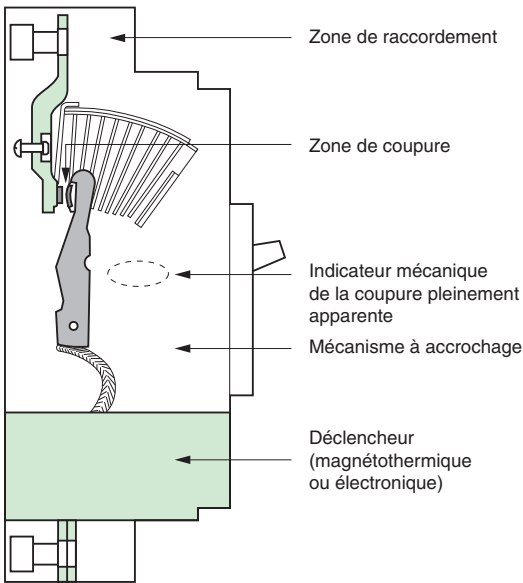 Zone de raccordement
Zone de coupure
Indicateur mécanique
de la coupure pleinement
apparente
Mécanisme à accrochage
Déclencheur
(magnétothermique
ou électronique)